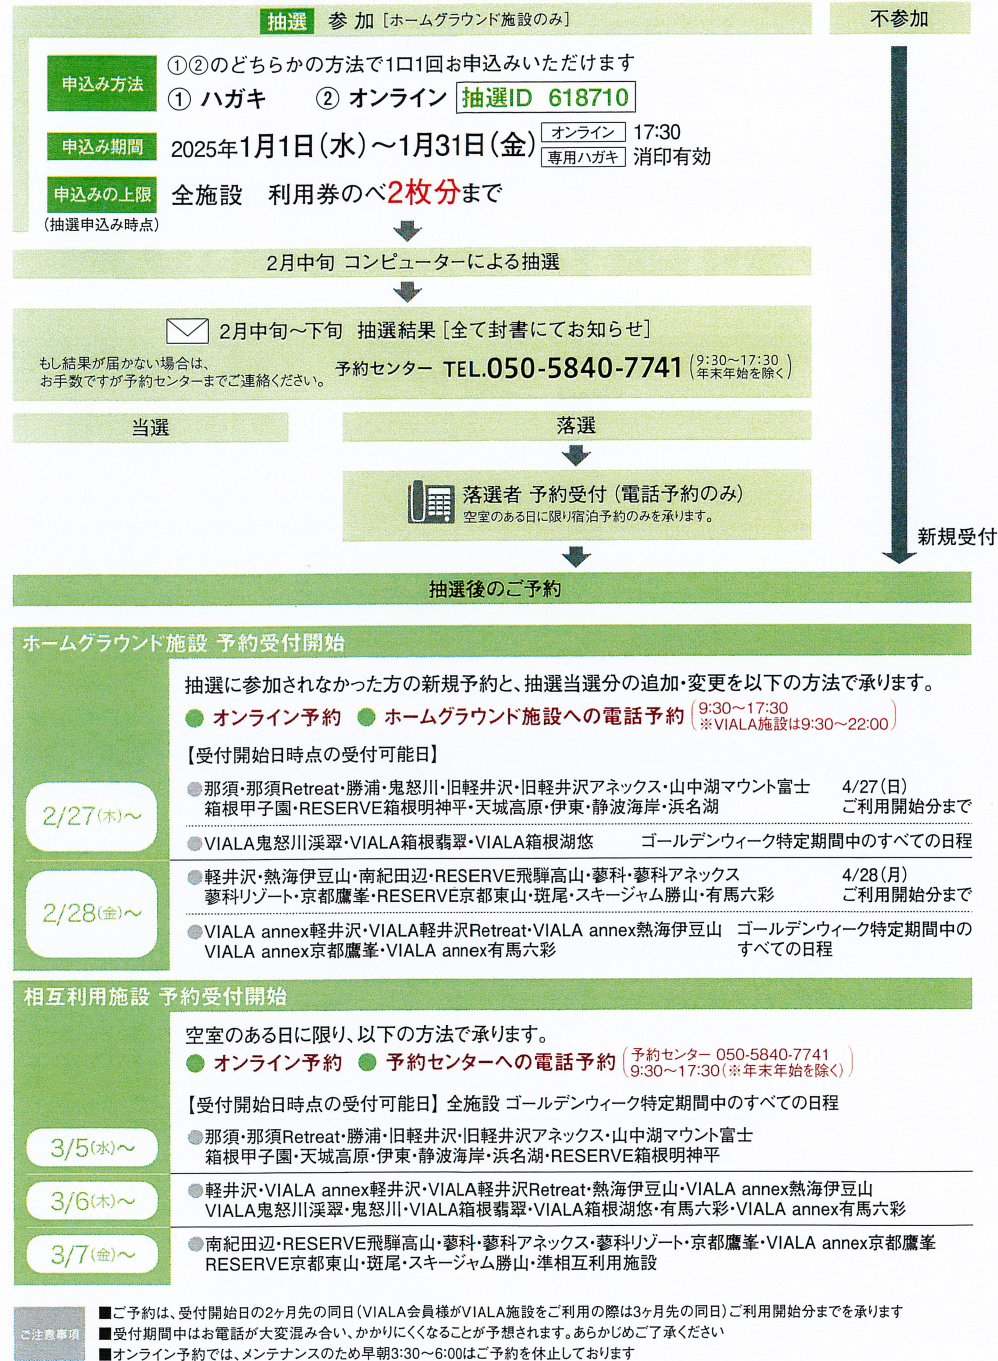 抽選 参加［ホームグラウンド施設のみ］
不参加
申込み方法
①②のどちらかの方法で1口1回お申込みいただけます
① ハガキ ② オンライン 抽選ID 618710
申込み期間
2025年1月1日（水）～1月31日（金）
オンライン 17:30
専用ハガキ 消印有効
申込みの上限
（抽選申込み時点）
全施設 利用券のべ2枚分まで
2月中旬 コンピューターによる抽選
2月中旬～下旬 抽選結果［全て封書にてお知らせ］
もし結果が届かない場合は、
お手数ですが予約センターまでご連絡ください。
予約センター TEL.050-5840-7741（9:30～17:30 年末年始を除く）
当選
落選
落選者 予約受付（電話予約のみ）
空室のある日に限り宿泊予約のみを承ります。
新規受付
抽選後のご予約
ホームグラウンド施設 予約受付開始
抽選に参加されなかった方の新規予約と、抽選当選分の追加・変更を以下の方法で承ります。
●オンライン予約 ●ホームグラウンド施設への電話予約（9:30～17:30 ※VIALA施設は9:30～22:00）
【受付開始日時点の受付可能日】
2/27(木)～
●那須・那須Retreat・勝浦・鬼怒川・旧軽井沢・旧軽井沢アネックス・山中湖マウント富士
箱根甲子園・RESERVE箱根明神平・天城高原・伊東・静波海岸・浜名湖
4/27（日）
ご利用開始分まで
●VIALA鬼怒川渓翠・VIALA箱根翡翠・VIALA箱根湖悠 ゴールデンウィーク特定期間中のすべての日程
2/28(金)～
●軽井沢・熱海伊豆山・南紀田辺・RESERVE飛騨高山・蓼科・蓼科アネックス
蓼科リゾート・京都鷹峯・RESERVE京都東山・斑尾・スキージャム勝山・有馬六彩
4/28（月）
ご利用開始分まで
●VIALA annex軽井沢・VIALA軽井沢Retreat・VIALA annex熱海伊豆山
VIALA annex京都鷹峯・VIALA annex有馬六彩
ゴールデンウィーク特定期間中の
すべての日程
相互利用施設 予約受付開始
空室のある日に限り、以下の方法で承ります。
●オンライン予約 ●予約センターへの電話予約（予約センター 050-5840-7741 9:30～17:30（※年末年始を除く））
【受付開始日時点の受付可能日】全施設 ゴールデンウィーク特定期間中のすべての日程
3/5(水)～
●那須・那須Retreat・勝浦・旧軽井沢・旧軽井沢アネックス・山中湖マウント富士
箱根甲子園・天城高原・伊東・静波海岸・浜名湖・RESERVE箱根明神平
3/6(木)～
●軽井沢・VIALA annex軽井沢・VIALA軽井沢Retreat・熱海伊豆山・VIALA annex熱海伊豆山
VIALA鬼怒川渓翠・鬼怒川・VIALA箱根翡翠・VIALA箱根湖悠・有馬六彩・VIALA annex有馬六彩
3/7(金)～
●南紀田辺・RESERVE飛騨高山・蓼科・蓼科アネックス・蓼科リゾート・京都鷹峯・VIALA annex京都鷹峯
RESERVE京都東山・斑尾・スキージャム勝山・準相互利用施設
ご注意事項
■ご予約は、受付開始日の2ヶ月先の同日（VIALA会員様がVIALA施設をご利用の際は3ヶ月先の同日）ご利用開始分までを承ります
■受付期間中はお電話が大変混み合い、かかりにくくなることが予想されます。あらかじめご了承ください
■オンライン予約では、メンテナンスのため早朝3:30～6:00はご予約を休止しております